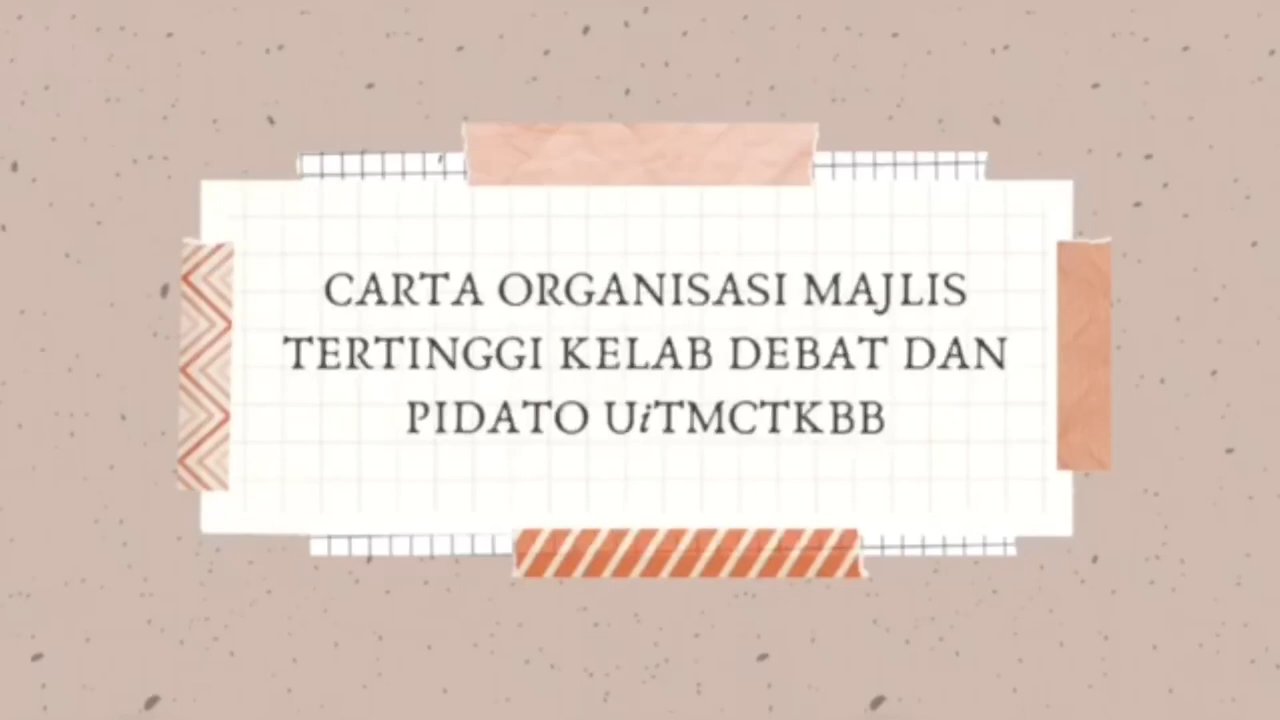 CARTA ORGANISASI MAJLIS
TERTINGGI KELAB DEBAT DAN
PIDATO UiTMCTKBB